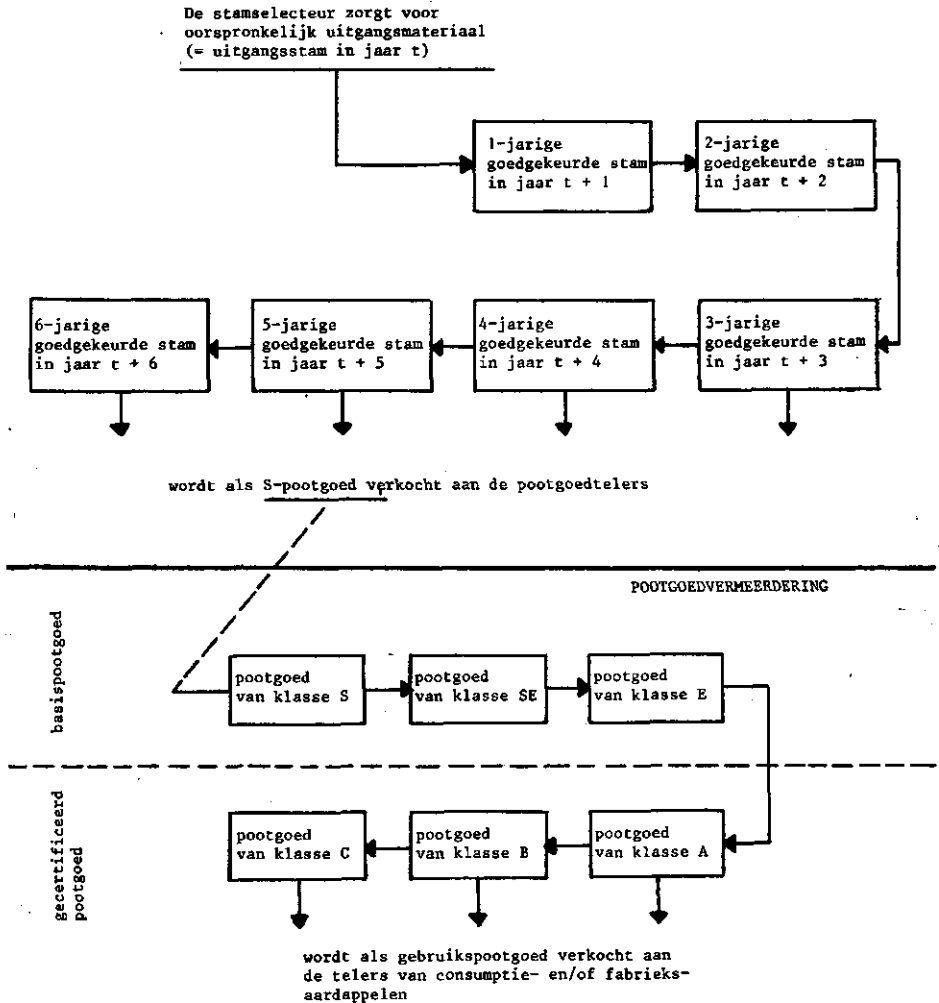 De stamselecteur zorgt voor
oorspronkelijk uitgangsmateriaal
(= uitgangsstam in jaar t)
1-jarige
goedgekeurde stam
in jaar t + 1
2-jarige
goedgekeurde stam
in jaar t + 2
6-jarige
goedgekeurde stam
in jaar t + 6
5-jarige
goedgekeurde stam
in jaar t + 5
4-jarige
goedgekeurde stam
in jaar t + 4
3-jarige
goedgekeurde stam
in jaar t + 3
wordt als S-pootgoed verkocht aan de pootgoedtelers
POOTGOEDVERMEERDERING
basispootgoed
pootgoed
van klasse S
pootgoed
van klasse SE
pootgoed
van klasse E
gecertificeerd
pootgoed
pootgoed
van klasse C
pootgoed
van klasse B
pootgoed
van klasse A
wordt als gebruikspootgoed verkocht aan
de telers van consumptie- en/of fabrieks-
aardappelen